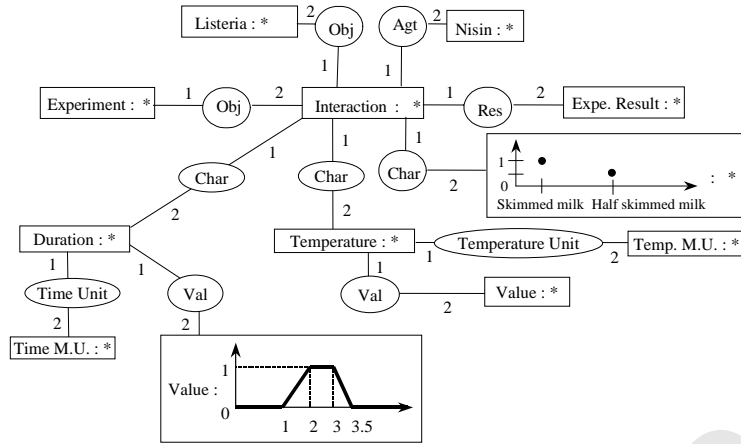 Listeria : * 2 Obj Agt 2 Nisin : *
1 1
Experiment : * 1 Obj 2 Interaction : * 1 Res 2 Expe. Result : *
1 1 1
Char Char Char 2 1 0 : *
Skimmed milk Half skimmed milk
2 2
Duration : * Temperature : * 1 Temperature Unit 2 Temp. M.U. : *
1 1 1
Time Unit Val Val 2 Value : *
2 2
Time M.U. : *
1
Value :
0
1 2 3 3.5